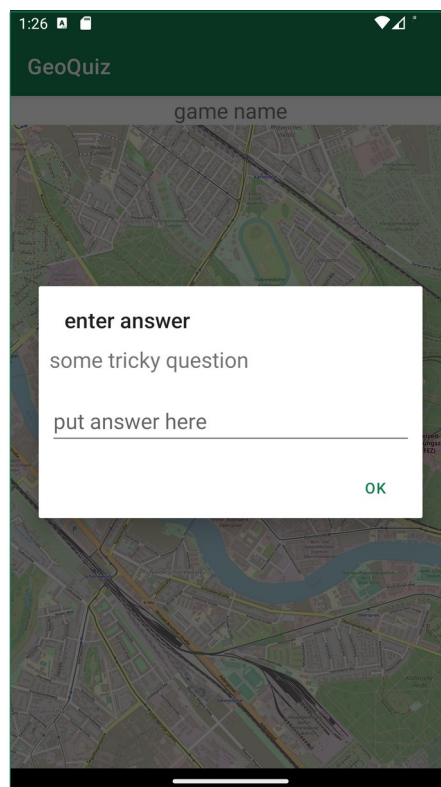 1:26
GeoQuiz
game name
enter answer
some tricky question
put answer here
OK